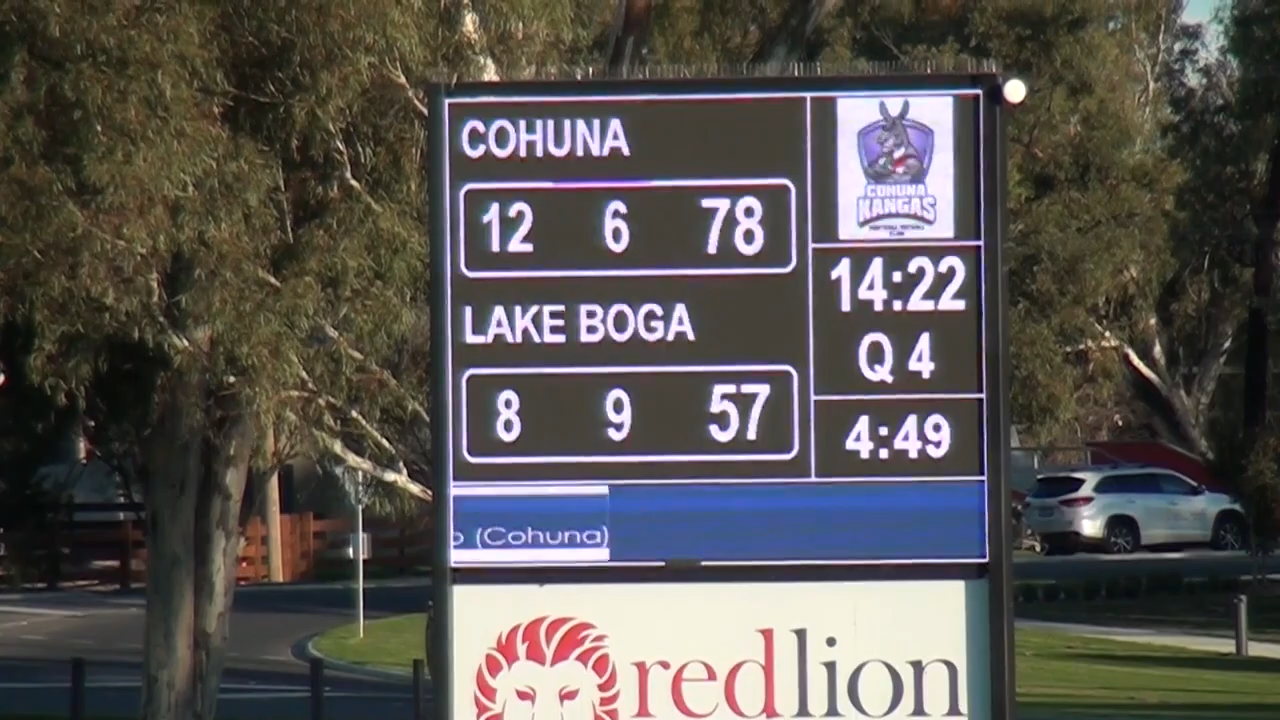 COHUNA
12 6 78
LAKE BOGA
8 9 57
COHUNA
KANGAS
14:22
Q 4
4:49
(Cohuna)
redlion